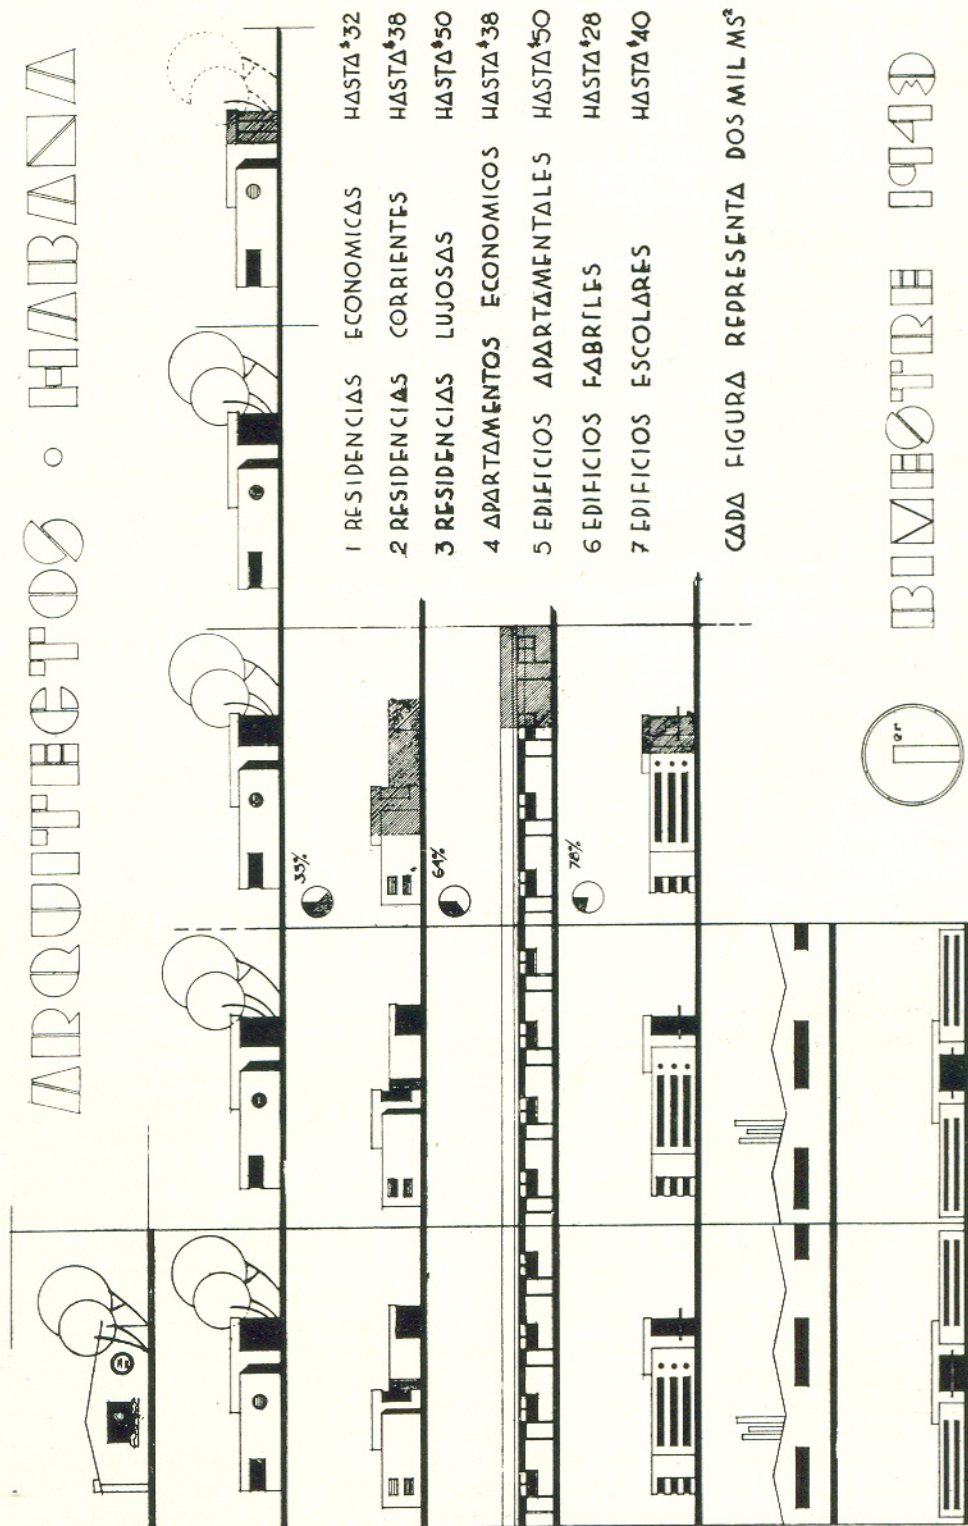 ARQUITECTOS • HABANA
1 RESIDENCIAS ECONOMICAS HASTA $32
2 RESIDENCIAS CORRIENTES HASTA $38
3 RESIDENCIAS LUJOSAS HASTA $50
4 APARTAMENTOS ECONOMICOS HASTA $38
5 EDIFICIOS APARTAMENTALES HASTA $50
6 EDIFICIOS FABRILES HASTA $28
7 EDIFICIOS ESCOLARES HASTA $40
CADA FIGURA REPRESENTA DOS MIL MS²
33%
64%
78%
1er BIMESTRE 1943